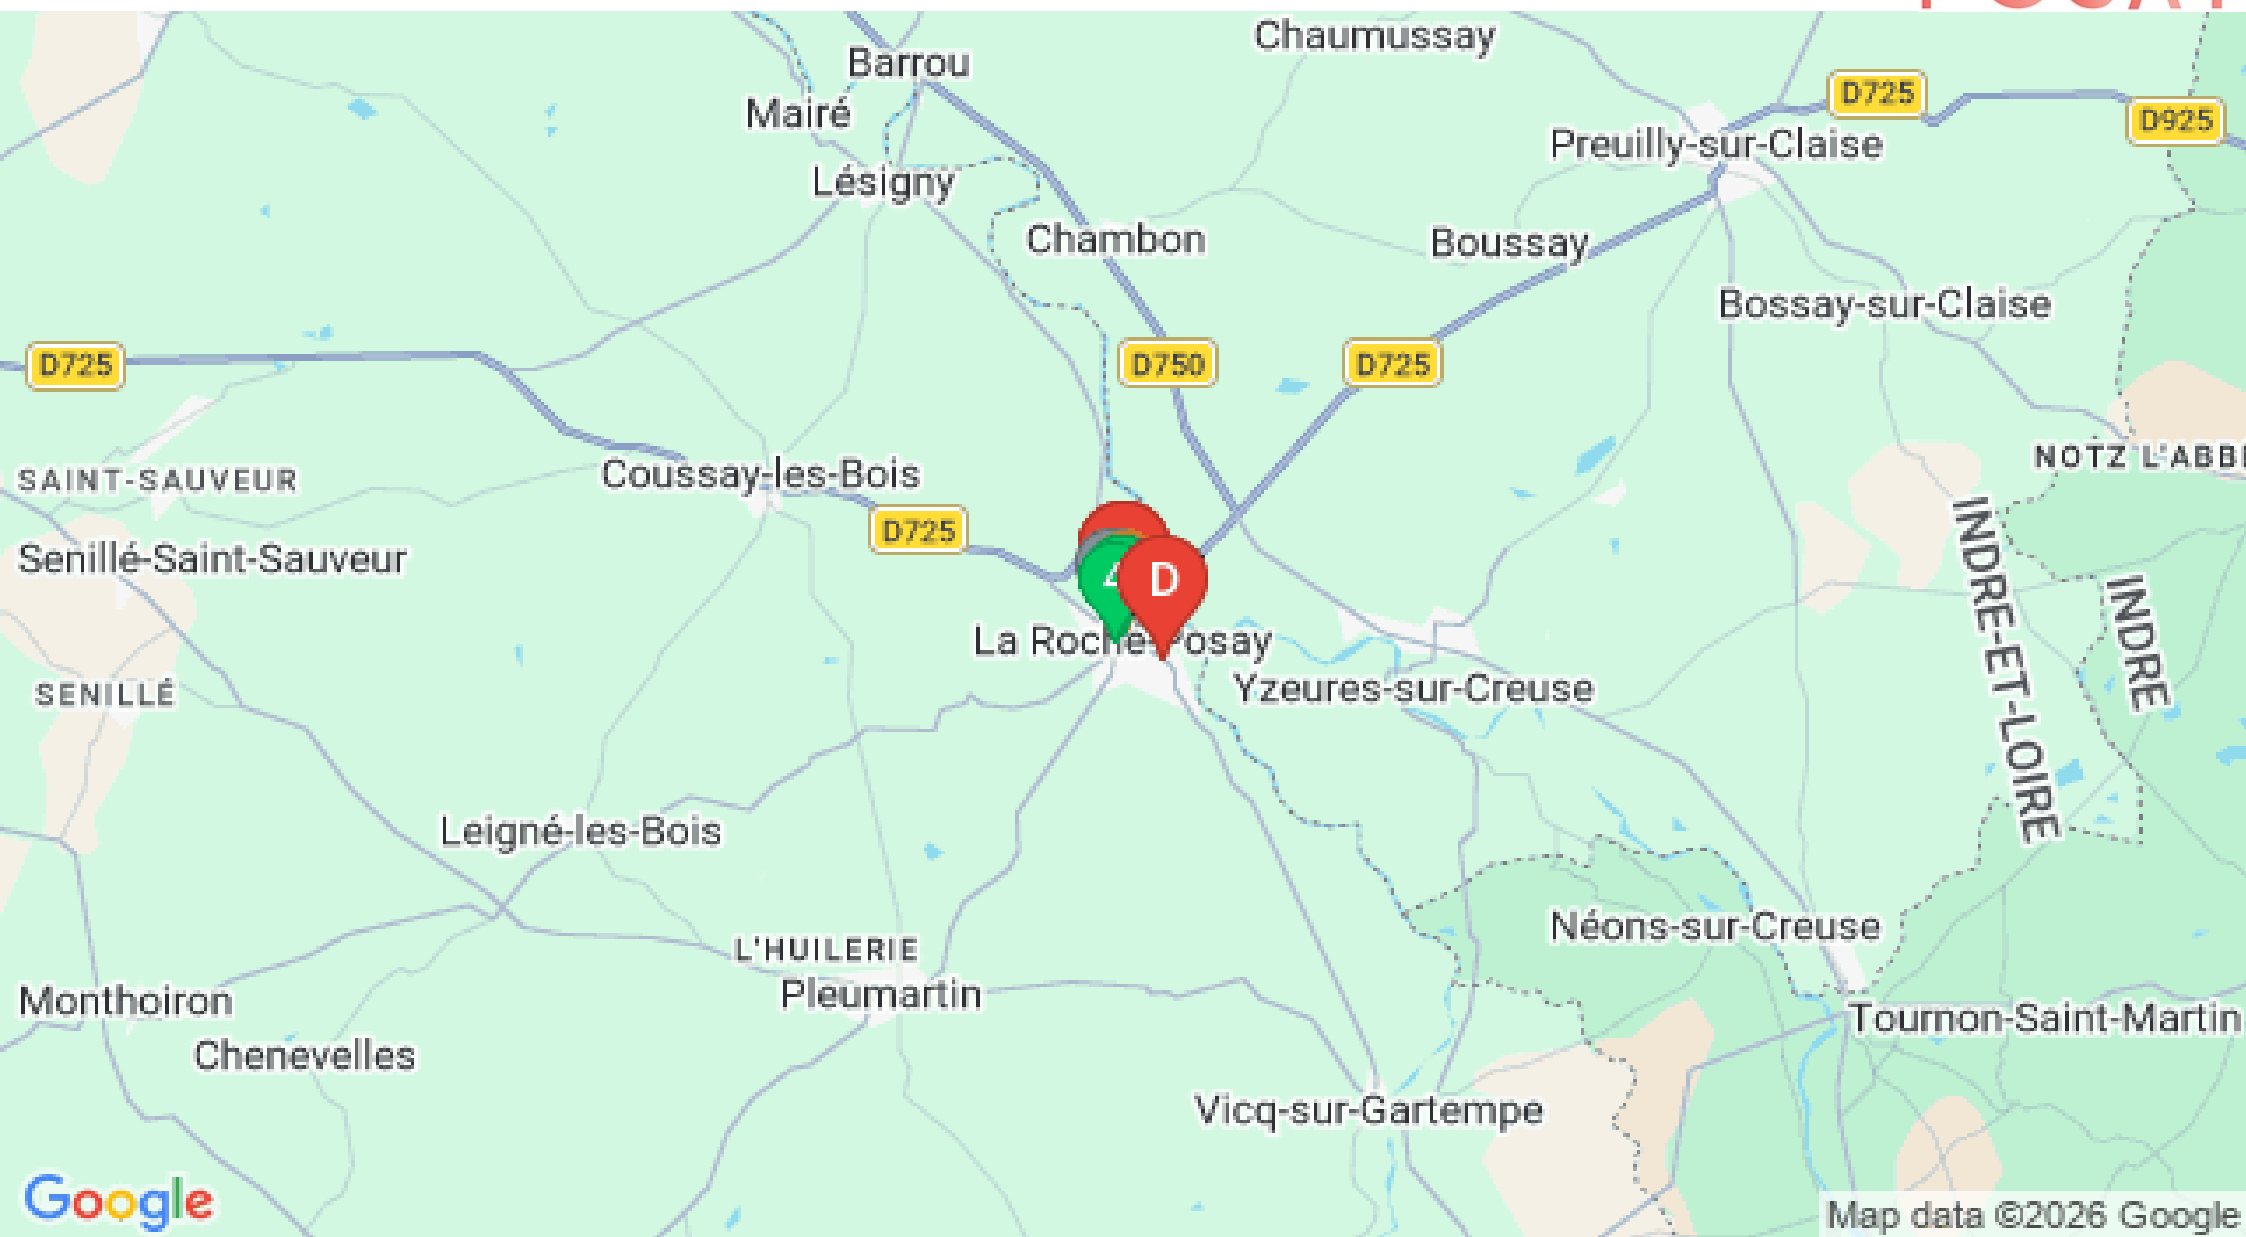 Chaumussay
Barrou
D725
Mairé
D925
Preuilly-sur-Claise
Lésigny
Chambon
Boussay
Bossay-sur-Claise
D725
D750
D725
NOTZ L'ABB
SAINT-SAUVEUR
Coussay-les-Bois
D725
Senillé-Saint-Sauveur
D
La Roche-Posay
INDRE-ET-LOIRE
INDRE
SENILLÉ
Yzeures-sur-Creuse
Leigné-les-Bois
Néons-sur-Creuse
L'HUILERIE
Pleumartin
Monthoiron
Tournon-Saint-Martin
Chenevelles
Vicq-sur-Gartempe
Google
Map data ©2026 Google